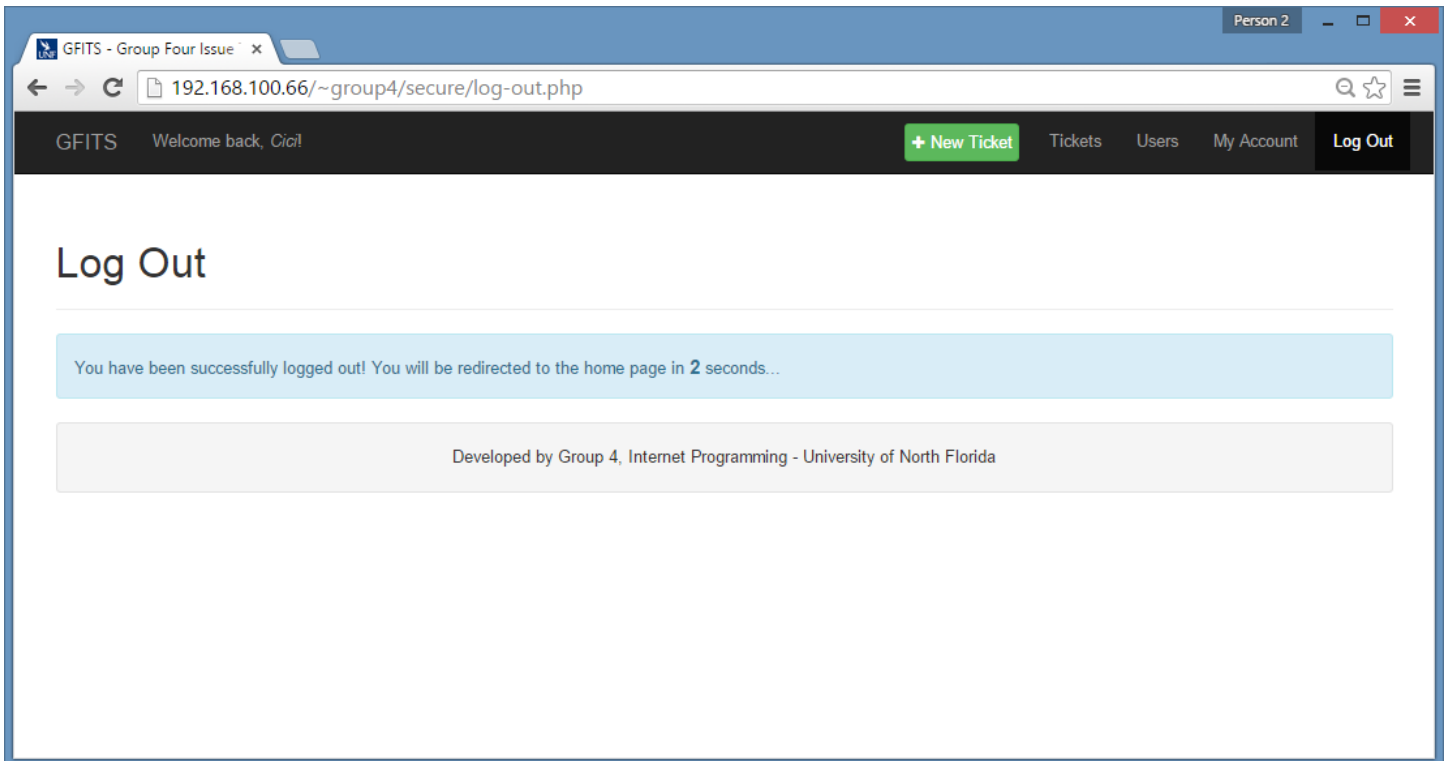 Person 2
UNF
GFITS - Group Four Issue
192.168.100.66/~group4/secure/log-out.php
GFITS Welcome back, Cici! + New Ticket Tickets Users My Account Log Out
Log Out
You have been successfully logged out! You will be redirected to the home page in 2 seconds...
Developed by Group 4, Internet Programming - University of North Florida